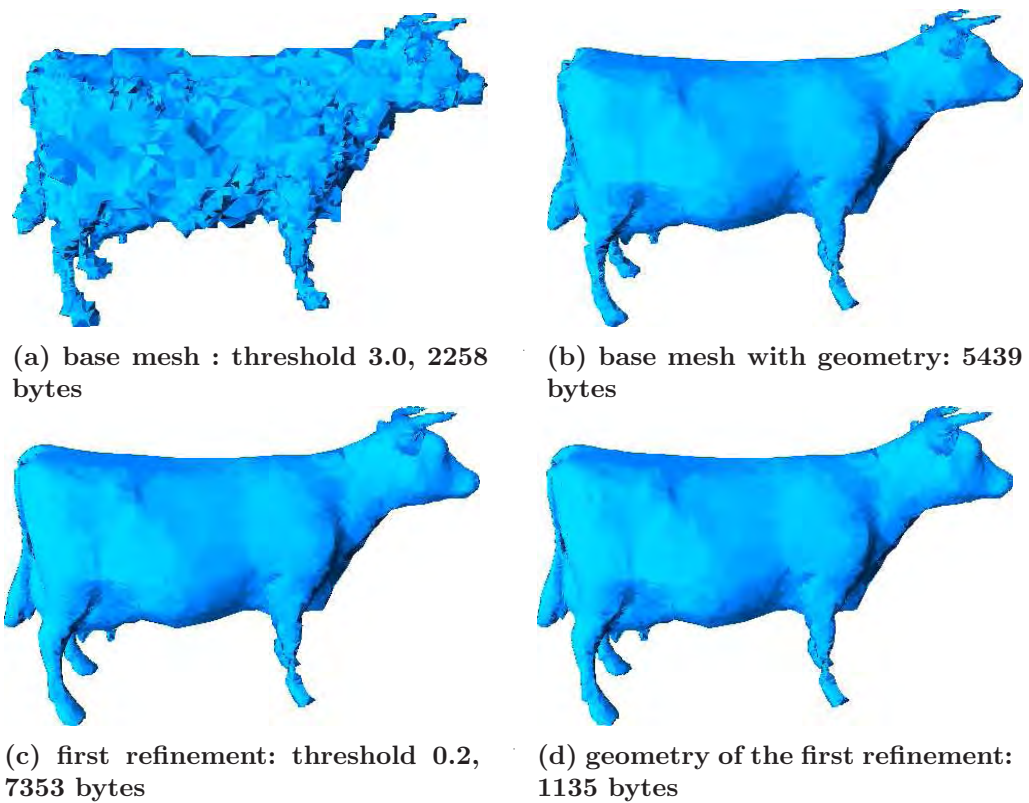 (a) base mesh : threshold 3.0, 2258
bytes
(b) base mesh with geometry: 5439
bytes
(c) first refinement: threshold 0.2,
7353 bytes
(d) geometry of the first refinement:
1135 bytes